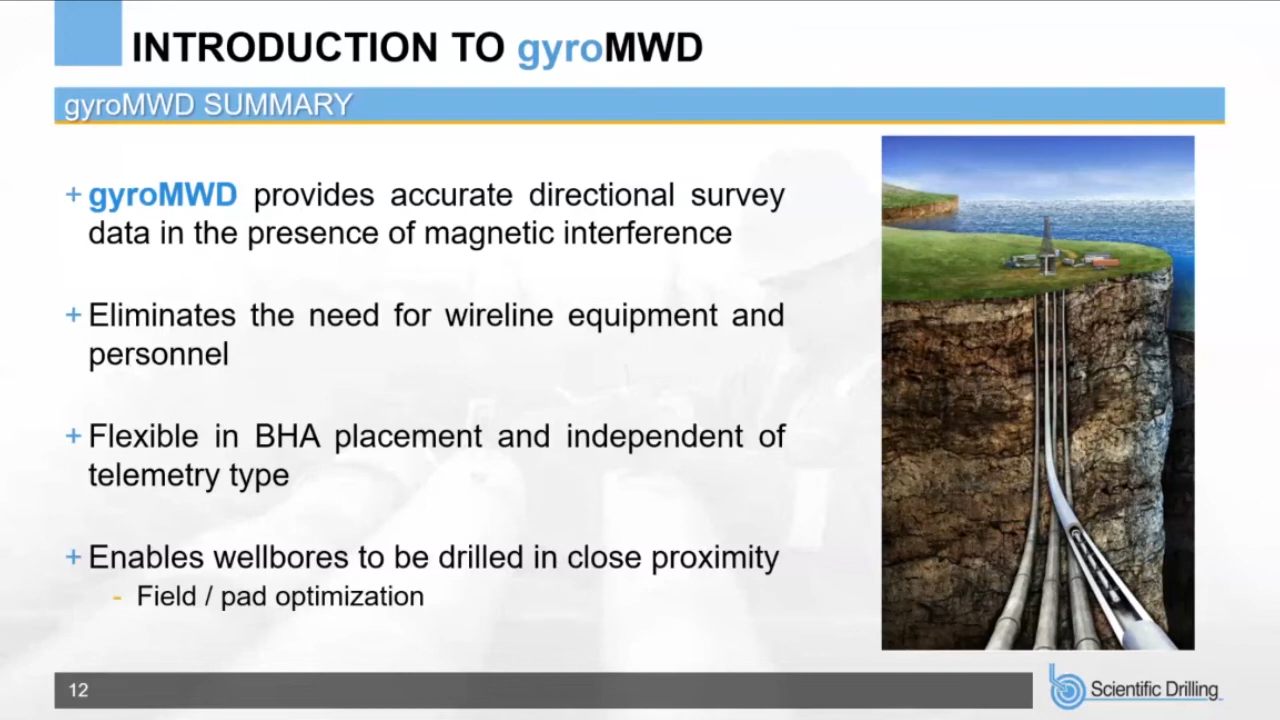 INTRODUCTION TO gyroMWD
gyroMWD SUMMARY
+ gyroMWD provides accurate directional survey
data in the presence of magnetic interference
+ Eliminates the need for wireline equipment and
personnel
+ Flexible in BHA placement and independent of
telemetry type
+ Enables wellbores to be drilled in close proximity
- Field / pad optimization
12
Scientific Drilling